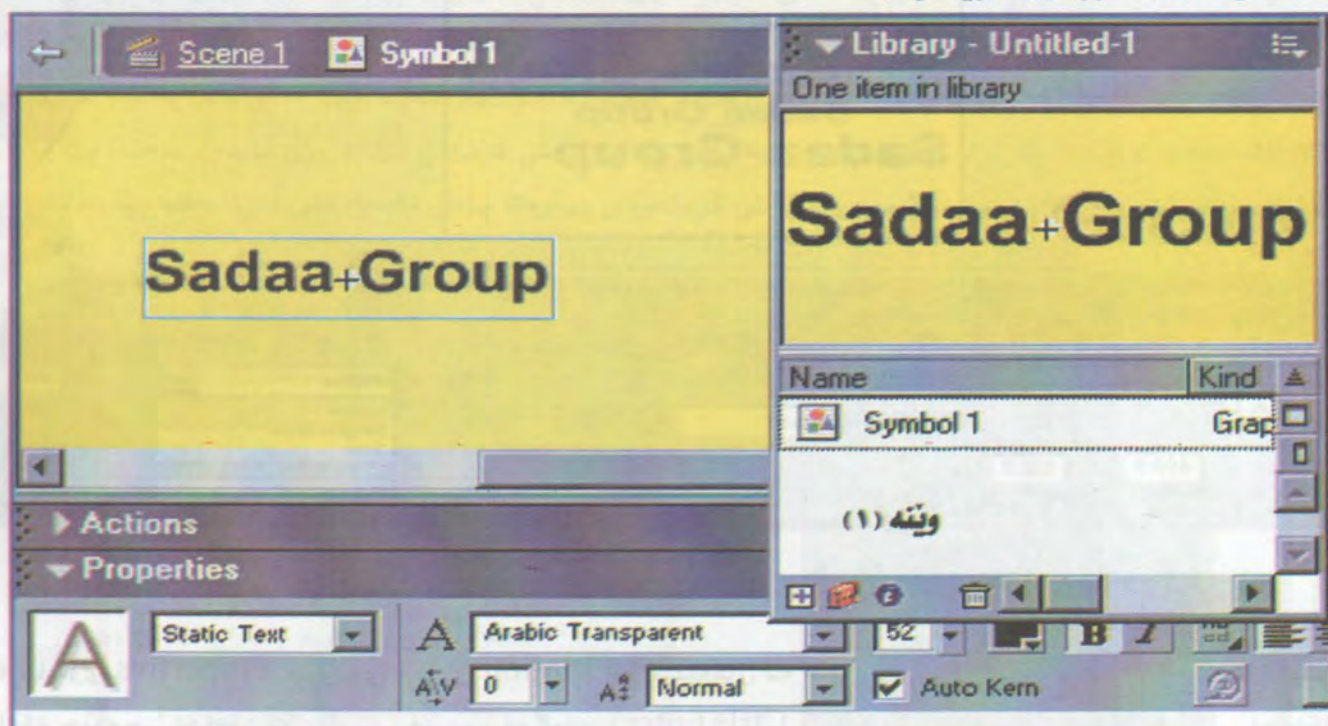 Scene 1 Symbol 1
Sadaa+Group
Actions
Properties
A Static Text A Arabic Transparent 52 B I
A\V 0 Normal Auto Kern
Library - Untitled-1
One item in library
Sadaa+Group
Name Kind
Symbol 1 Grap
وێنه (١)